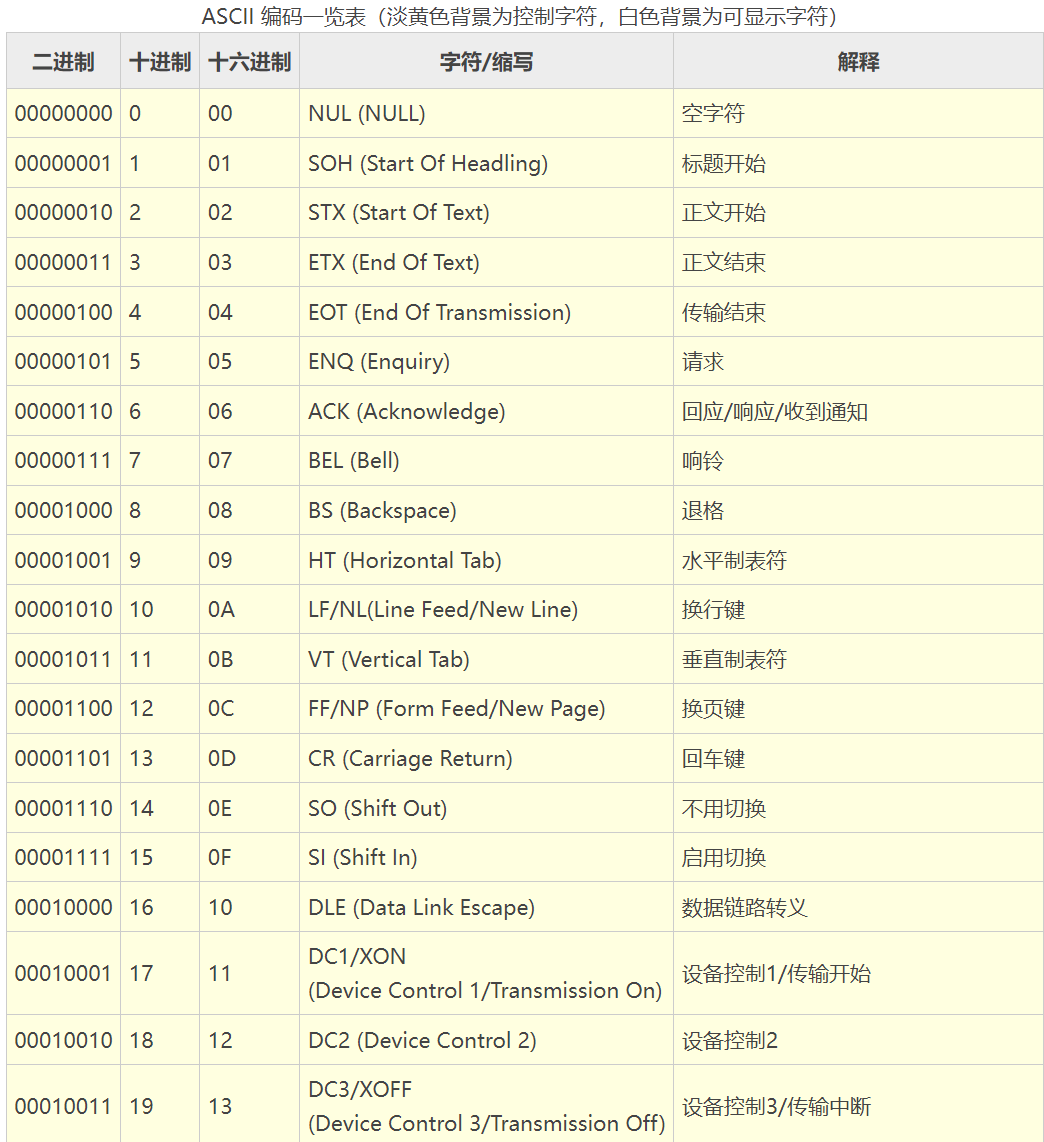 ASCII 编码一览表（淡黄色背景为控制字符，白色背景为可显示字符）
二进制 十进制 十六进制 字符/缩写 解释
00000000 0 00 NUL (NULL) 空字符
00000001 1 01 SOH (Start Of Headling) 标题开始
00000010 2 02 STX (Start Of Text) 正文开始
00000011 3 03 ETX (End Of Text) 正文结束
00000100 4 04 EOT (End Of Transmission) 传输结束
00000101 5 05 ENQ (Enquiry) 请求
00000110 6 06 ACK (Acknowledge) 回应/响应/收到通知
00000111 7 07 BEL (Bell) 响铃
00001000 8 08 BS (Backspace) 退格
00001001 9 09 HT (Horizontal Tab) 水平制表符
00001010 10 0A LF/NL(Line Feed/New Line) 换行键
00001011 11 0B VT (Vertical Tab) 垂直制表符
00001100 12 0C FF/NP (Form Feed/New Page) 换页键
00001101 13 0D CR (Carriage Return) 回车键
00001110 14 0E SO (Shift Out) 不用切换
00001111 15 0F SI (Shift In) 启用切换
00010000 16 10 DLE (Data Link Escape) 数据链路转义
00010001 17 11 DC1/XON
(Device Control 1/Transmission On) 设备控制1/传输开始
00010010 18 12 DC2 (Device Control 2) 设备控制2
00010011 19 13 DC3/XOFF
(Device Control 3/Transmission Off) 设备控制3/传输中断